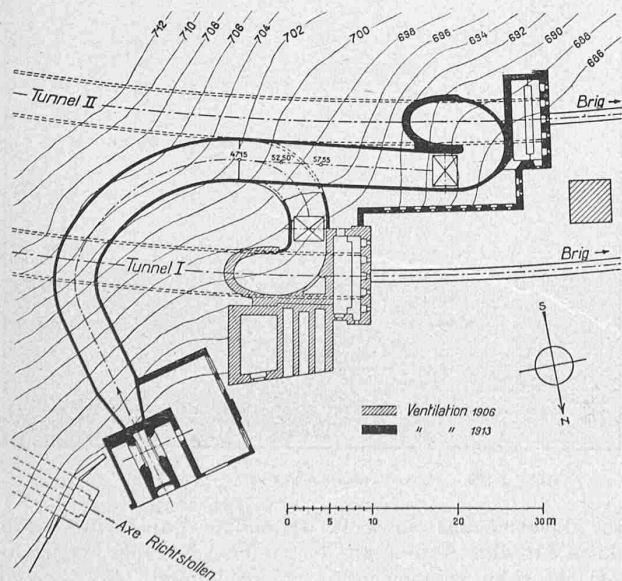 712
710
708
706
704
702
700
698
696
694
692
690
688
686
Tunnel II
Brig
47,15
52,50
57,55
Tunnel I
Brig
S
N
Ventilation 1906
" " 1913
0 5 10 20 30 m
Axe Richtstollen